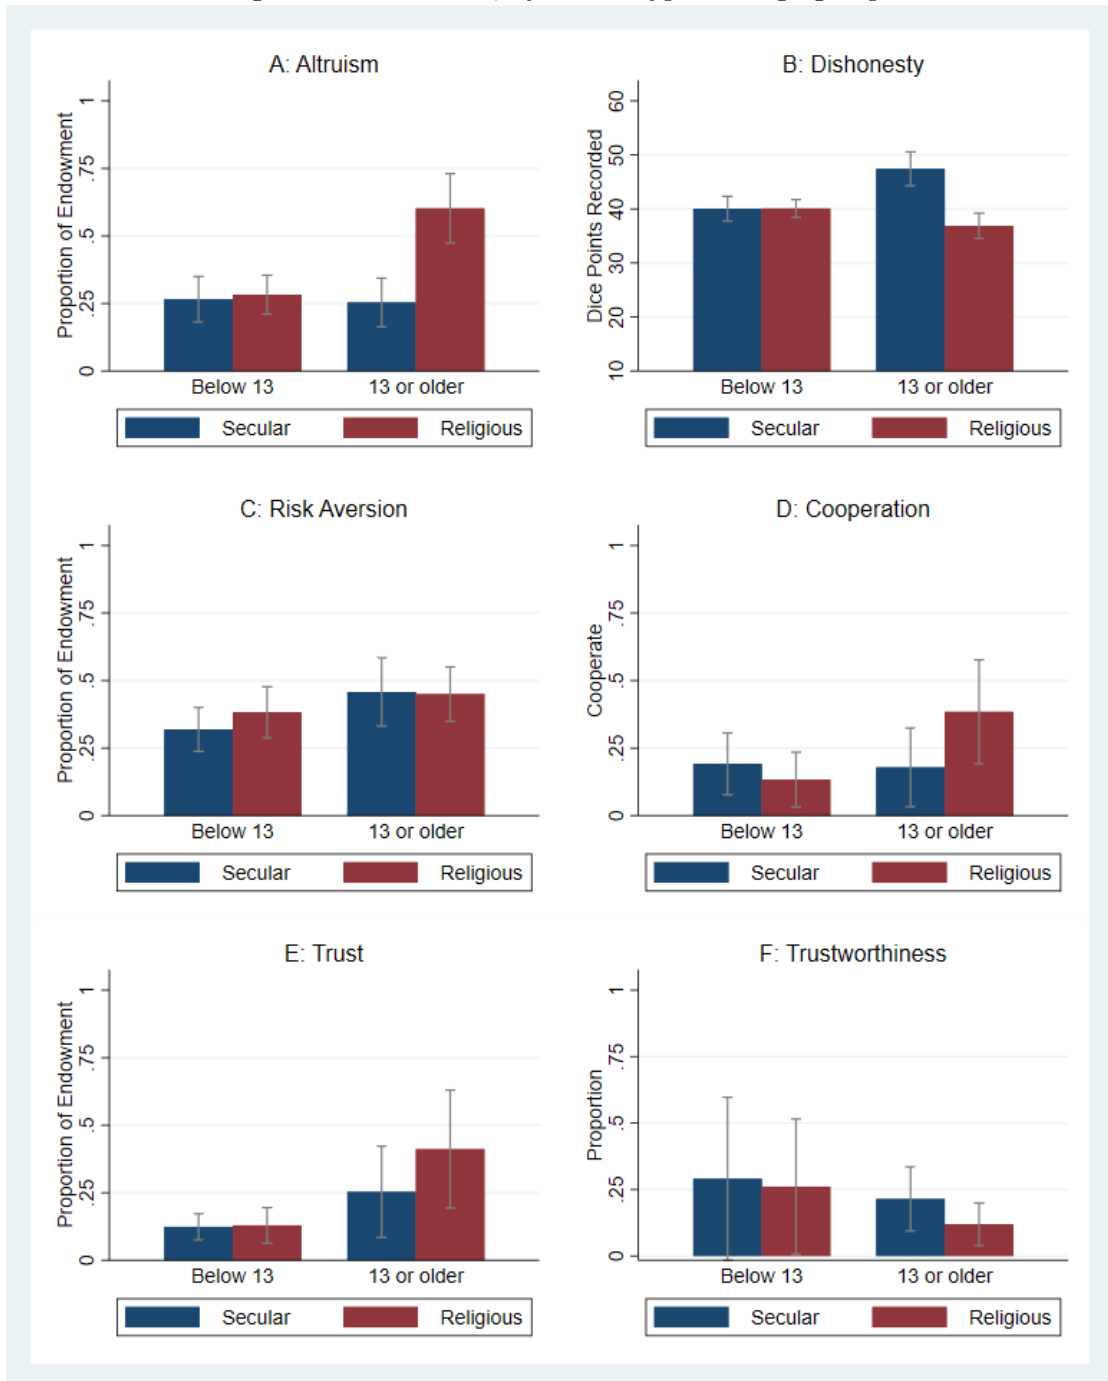 A: Altruism
Proportion of Endowment
1
.75
.5
.25
0
Below 13
13 or older
Secular
Religious
B: Dishonesty
Dice Points Recorded
60
50
40
30
20
10
Below 13
13 or older
Secular
Religious
C: Risk Aversion
Proportion of Endowment
1
.75
.5
.25
0
Below 13
13 or older
Secular
Religious
D: Cooperation
Cooperate
1
.75
.5
.25
0
Below 13
13 or older
Secular
Religious
E: Trust
Proportion of Endowment
1
.75
.5
.25
0
Below 13
13 or older
Secular
Religious
F: Trustworthiness
Proportion
1
.75
.5
.25
0
Below 13
13 or older
Secular
Religious